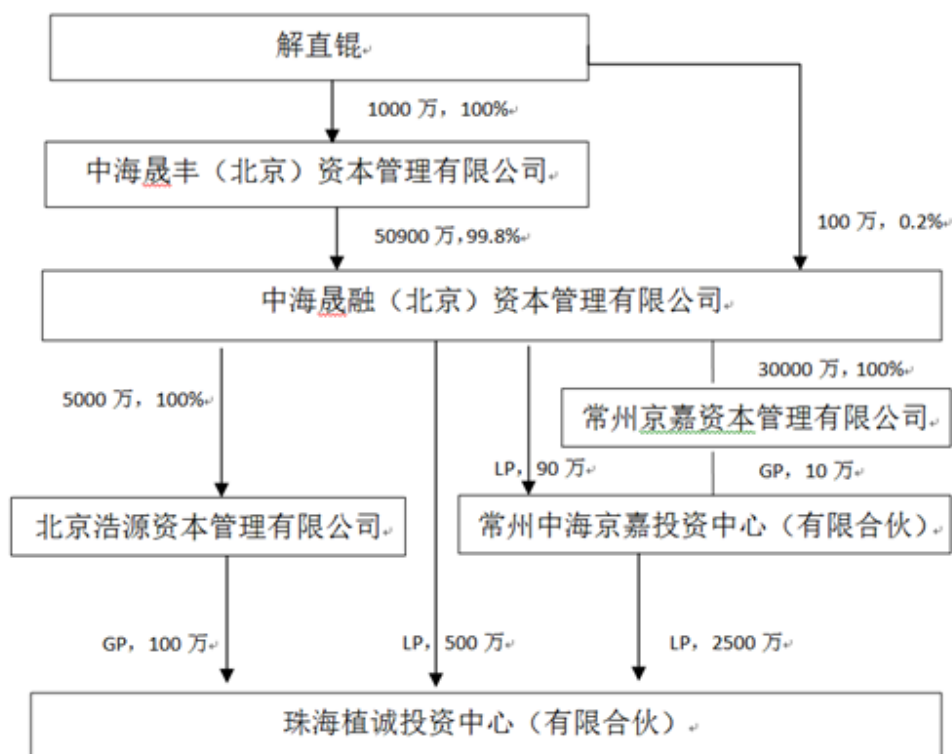 解直锟
1000 万，100%
中海晟丰（北京）资本管理有限公司
50900 万,99.8%
100 万，0.2%
中海晟融（北京）资本管理有限公司
5000 万，100%
30000 万,100%
常州京嘉资本管理有限公司
LP，90 万
GP，10 万
北京浩源资本管理有限公司
常州中海京嘉投资中心（有限合伙）
GP，100 万
LP，500 万
LP，2500 万
珠海植诚投资中心（有限合伙）